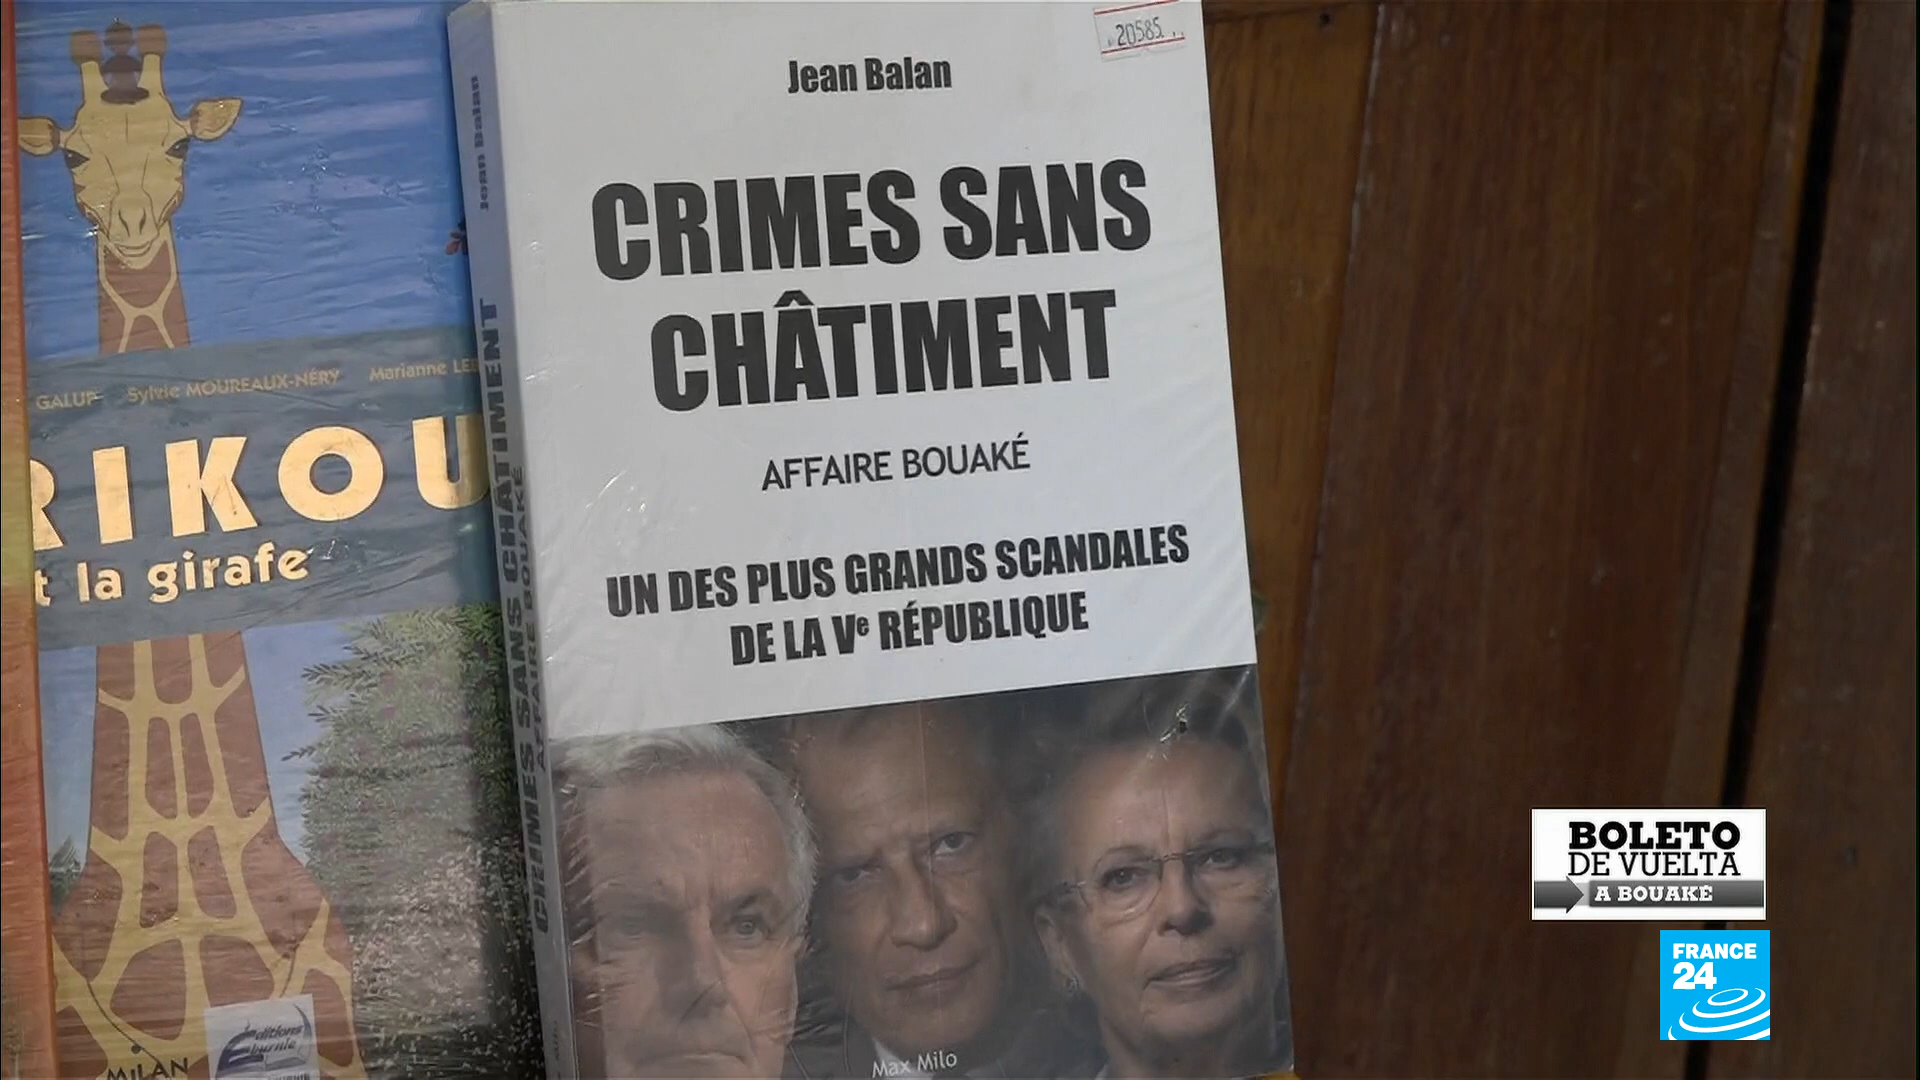 20585
Jean Balan
CRIMES SANS
CHÂTIMENT
AFFAIRE BOUAKÉ
UN DES PLUS GRANDS SCANDALES
DE LA Ve RÉPUBLIQUE
Max Milo
Jean Balan
CRIMES SANS CHÂTIMENT
AFFAIRE BOUAKÉ
GALUP Sylvie MOUREAUX-NÉRY Marianne
RIKOU
t la girafe
MILAN
Editions
BOLETO
DE VUELTA
A BOUAKÉ
FRANCE
24